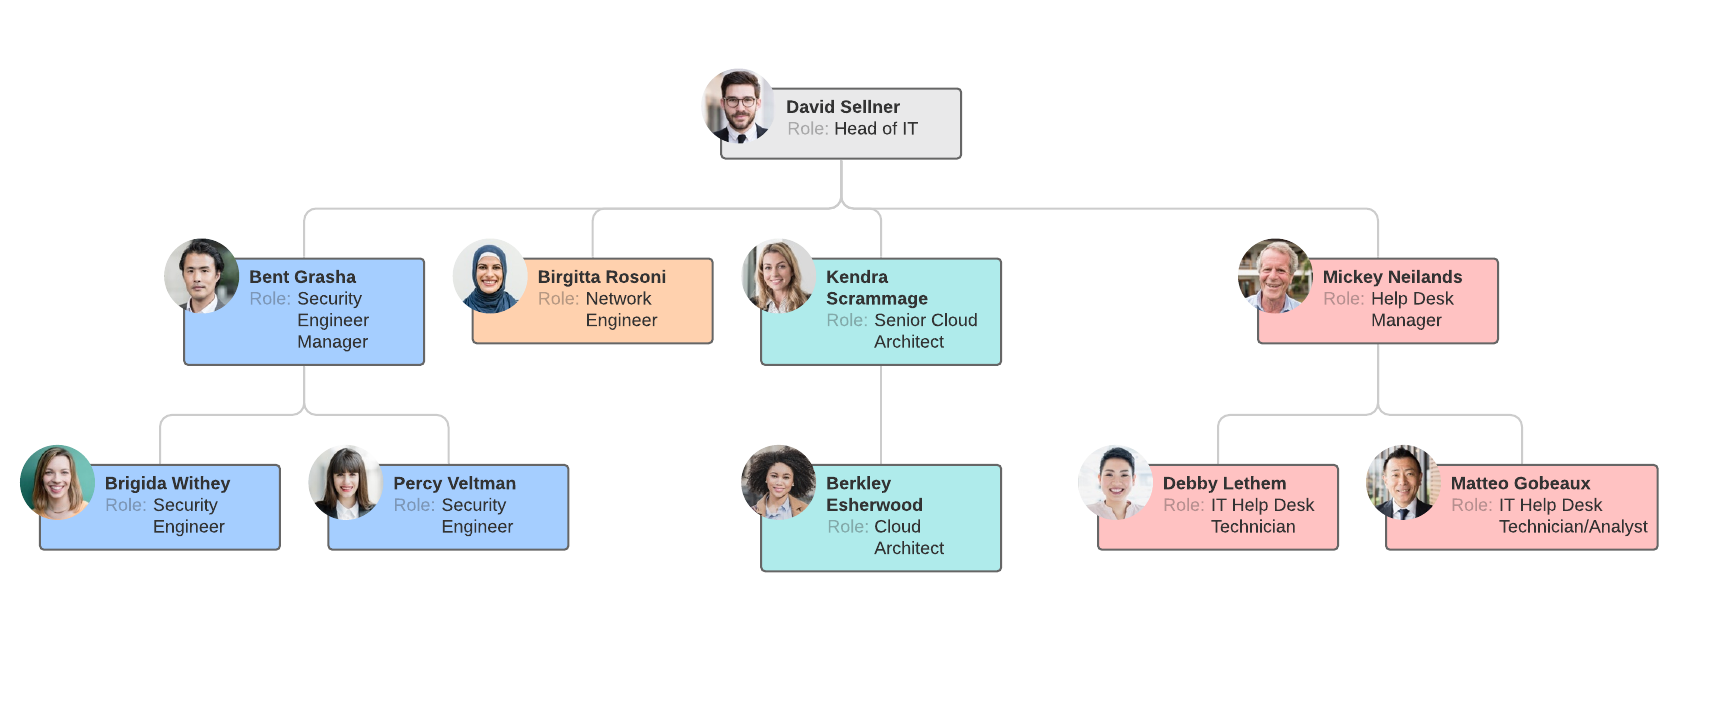 David Sellner
Role: Head of IT
Bent Grasha
Role: Security
Engineer
Manager
Birgitta Rosoni
Role: Network
Engineer
Kendra
Scrammage
Role: Senior Cloud
Architect
Mickey Neilands
Role: Help Desk
Manager
Brigida Withey
Role: Security
Engineer
Percy Veltman
Role: Security
Engineer
Berkley
Esherwood
Role: Cloud
Architect
Debby Lethem
Role: IT Help Desk
Technician
Matteo Gobeaux
Role: IT Help Desk
Technician/Analyst